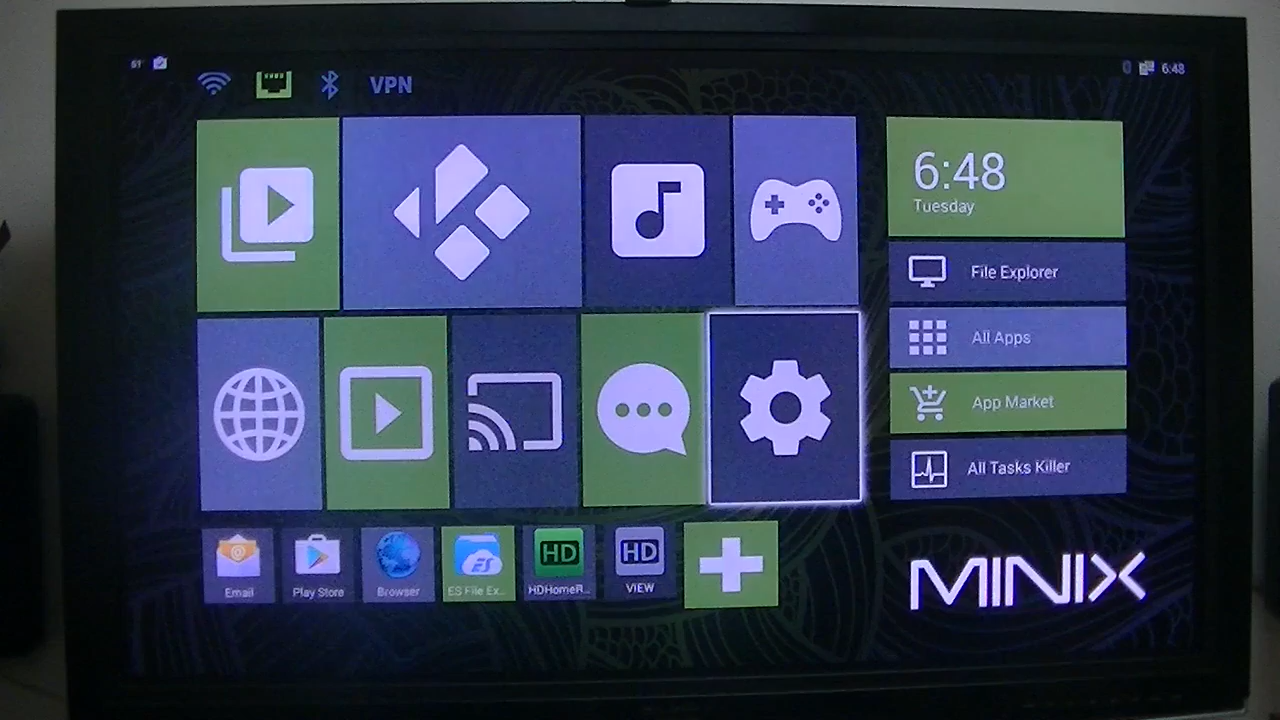 6:48
VPN
6:48
Tuesday
File Explorer
All Apps
App Market
All Tasks Killer
HD
HD
Email
Play Store
Browser
ES File Ex...
HDHomeR...
VIEW
MINIX